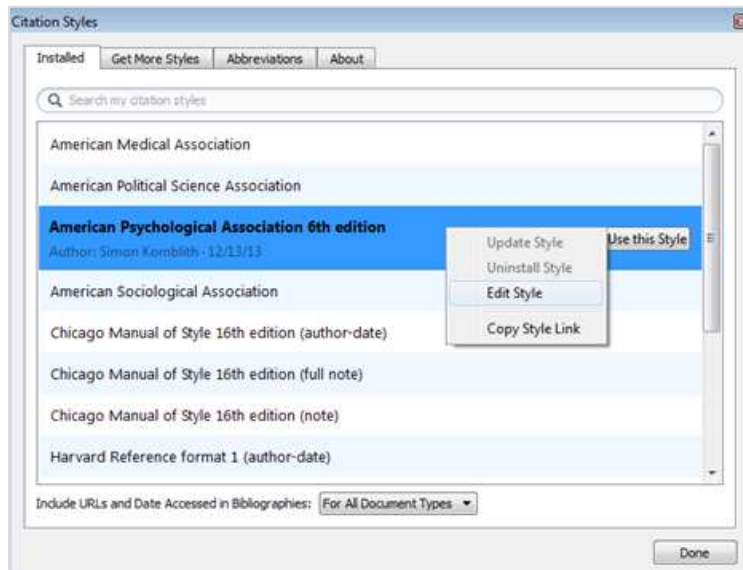 Citation Styles
Installed Get More Styles Abbreviations About
Search my citation styles
American Medical Association
American Political Science Association
American Psychological Association 6th edition
Author: Simon Kornblith - 12/13/13
Use this Style
Update Style
Uninstall Style
Edit Style
Copy Style Link
American Sociological Association
Chicago Manual of Style 16th edition (author-date)
Chicago Manual of Style 16th edition (full note)
Chicago Manual of Style 16th edition (note)
Harvard Reference format 1 (author-date)
Include URLs and Date Accessed in Bibliographies: For All Document Types
Done